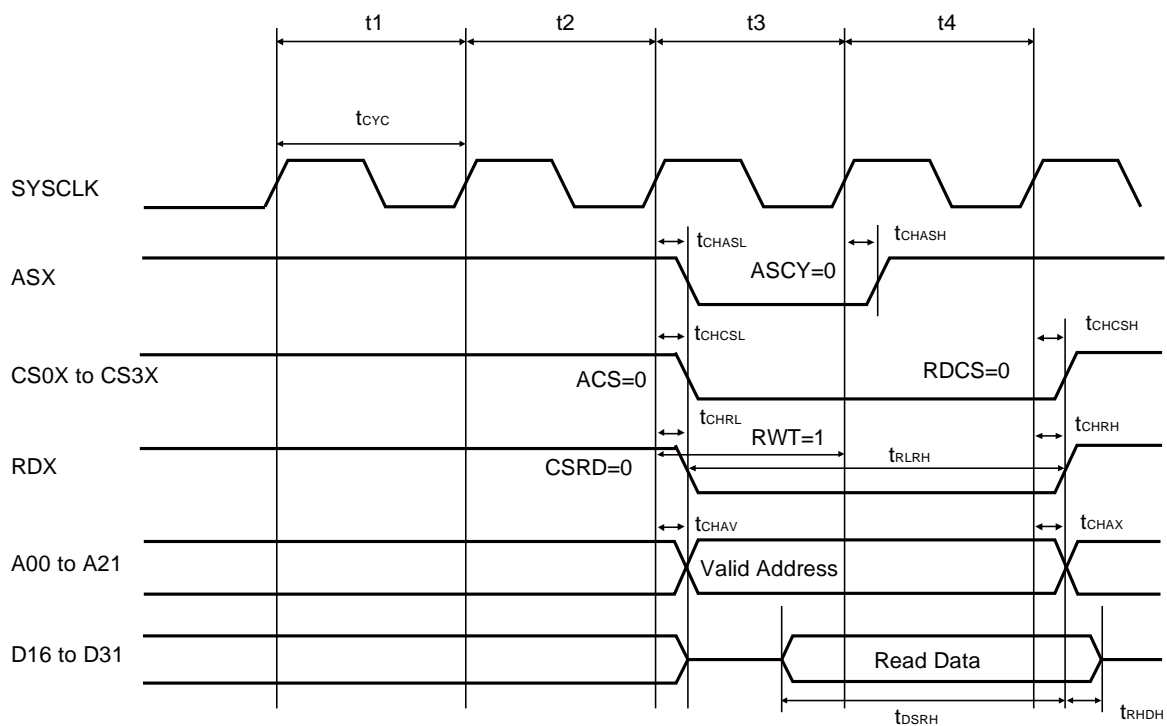 t1 t2 t3 t4
tCYC
SYSCLK
tCHASL tCHASH
ASX ASCY=0
tCHCSL tCHCSH
CS0X to CS3X ACS=0 RDCS=0
tCHRL tCHRH
RWT=1
RDX CSRD=0 tRLRH
tCHAV tCHAX
A00 to A21 Valid Address
D16 to D31 Read Data
tDSRH tRHDH